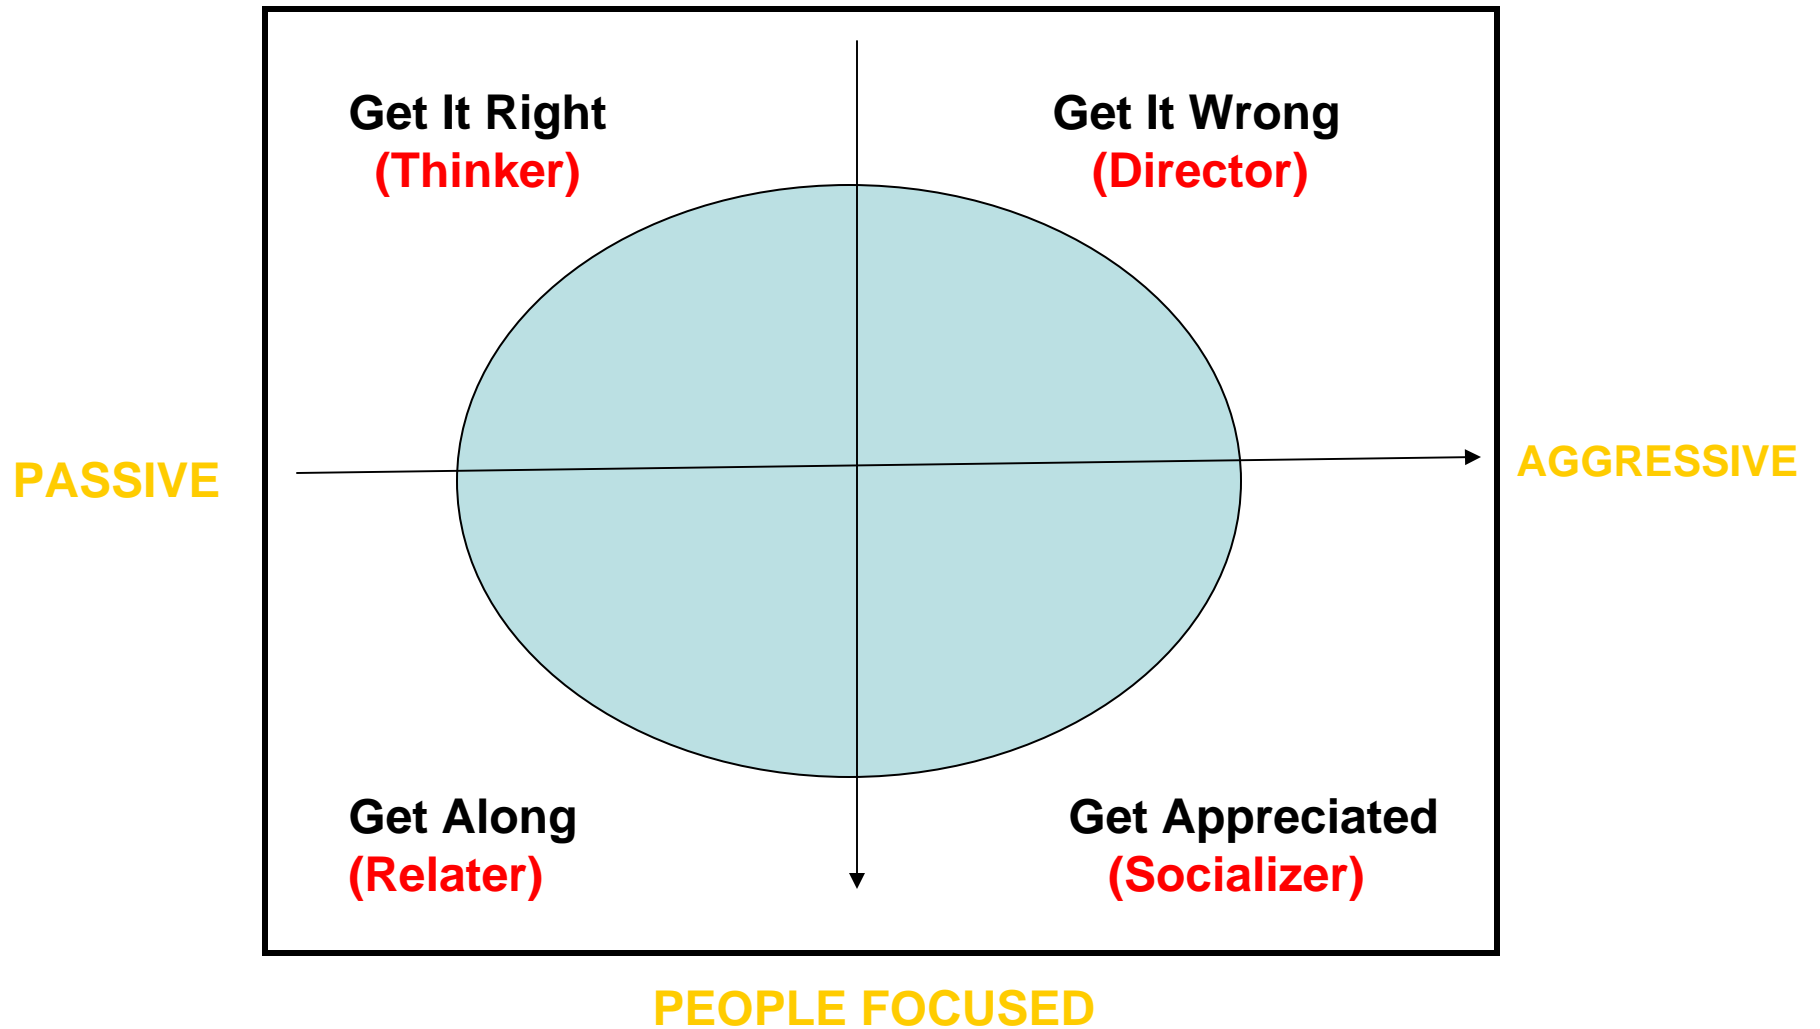 Get It Right
(Thinker)
Get It Wrong
(Director)
PASSIVE
AGGRESSIVE
Get Along
(Relater)
Get Appreciated
(Socializer)
PEOPLE FOCUSED